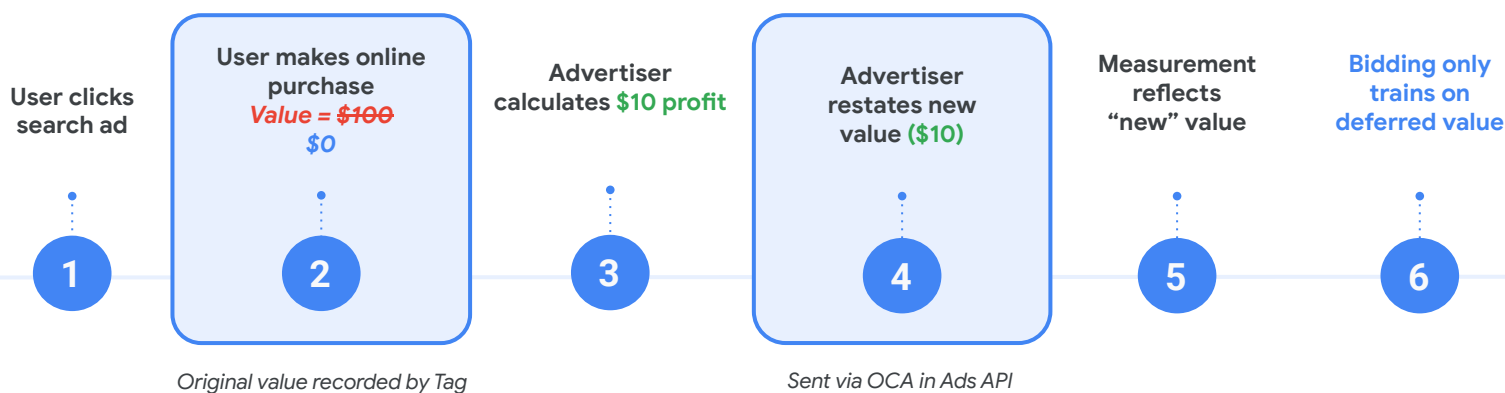 User clicks
search ad
1
User makes online
purchase
Value = $100
$0
2
Original value recorded by Tag
Advertiser
calculates $10 profit
3
Advertiser
restates new
value ($10)
4
Sent via OCA in Ads API
Measurement
reflects
“new” value
5
Bidding only
trains on
deferred value
6